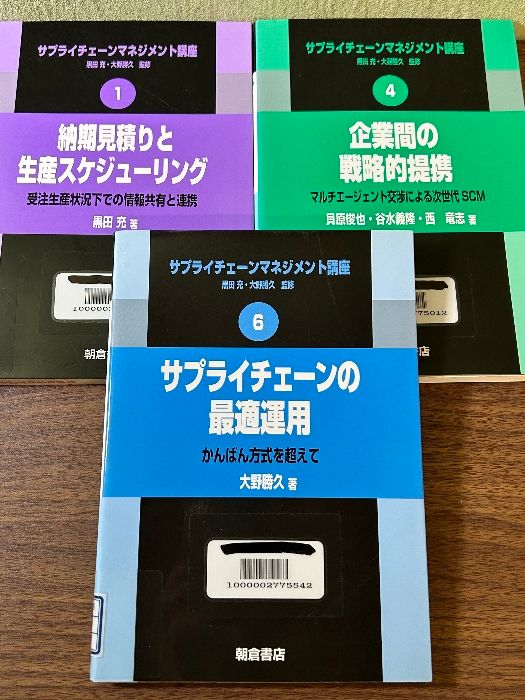 サプライチェーンマネジメント講座
黒田 充・大野勝久 監修
1
納期見積りと
生産スケジューリング
受注生産状況下での情報共有と連携
黒田 充 著
朝倉書店
サプライチェーンマネジメント講座
黒田 充・大野勝久 監修
4
企業間の
戦略的提携
マルチエージェント交渉による次世代SCM
貝原俊也・谷水義隆・西 竜志 著
75012
書店
サプライチェーンマネジメント講座
黒田 充・大野勝久 監修
6
サプライチェーンの
最適運用
かんばん方式を超えて
大野勝久 著
1000002775542
朝倉書店